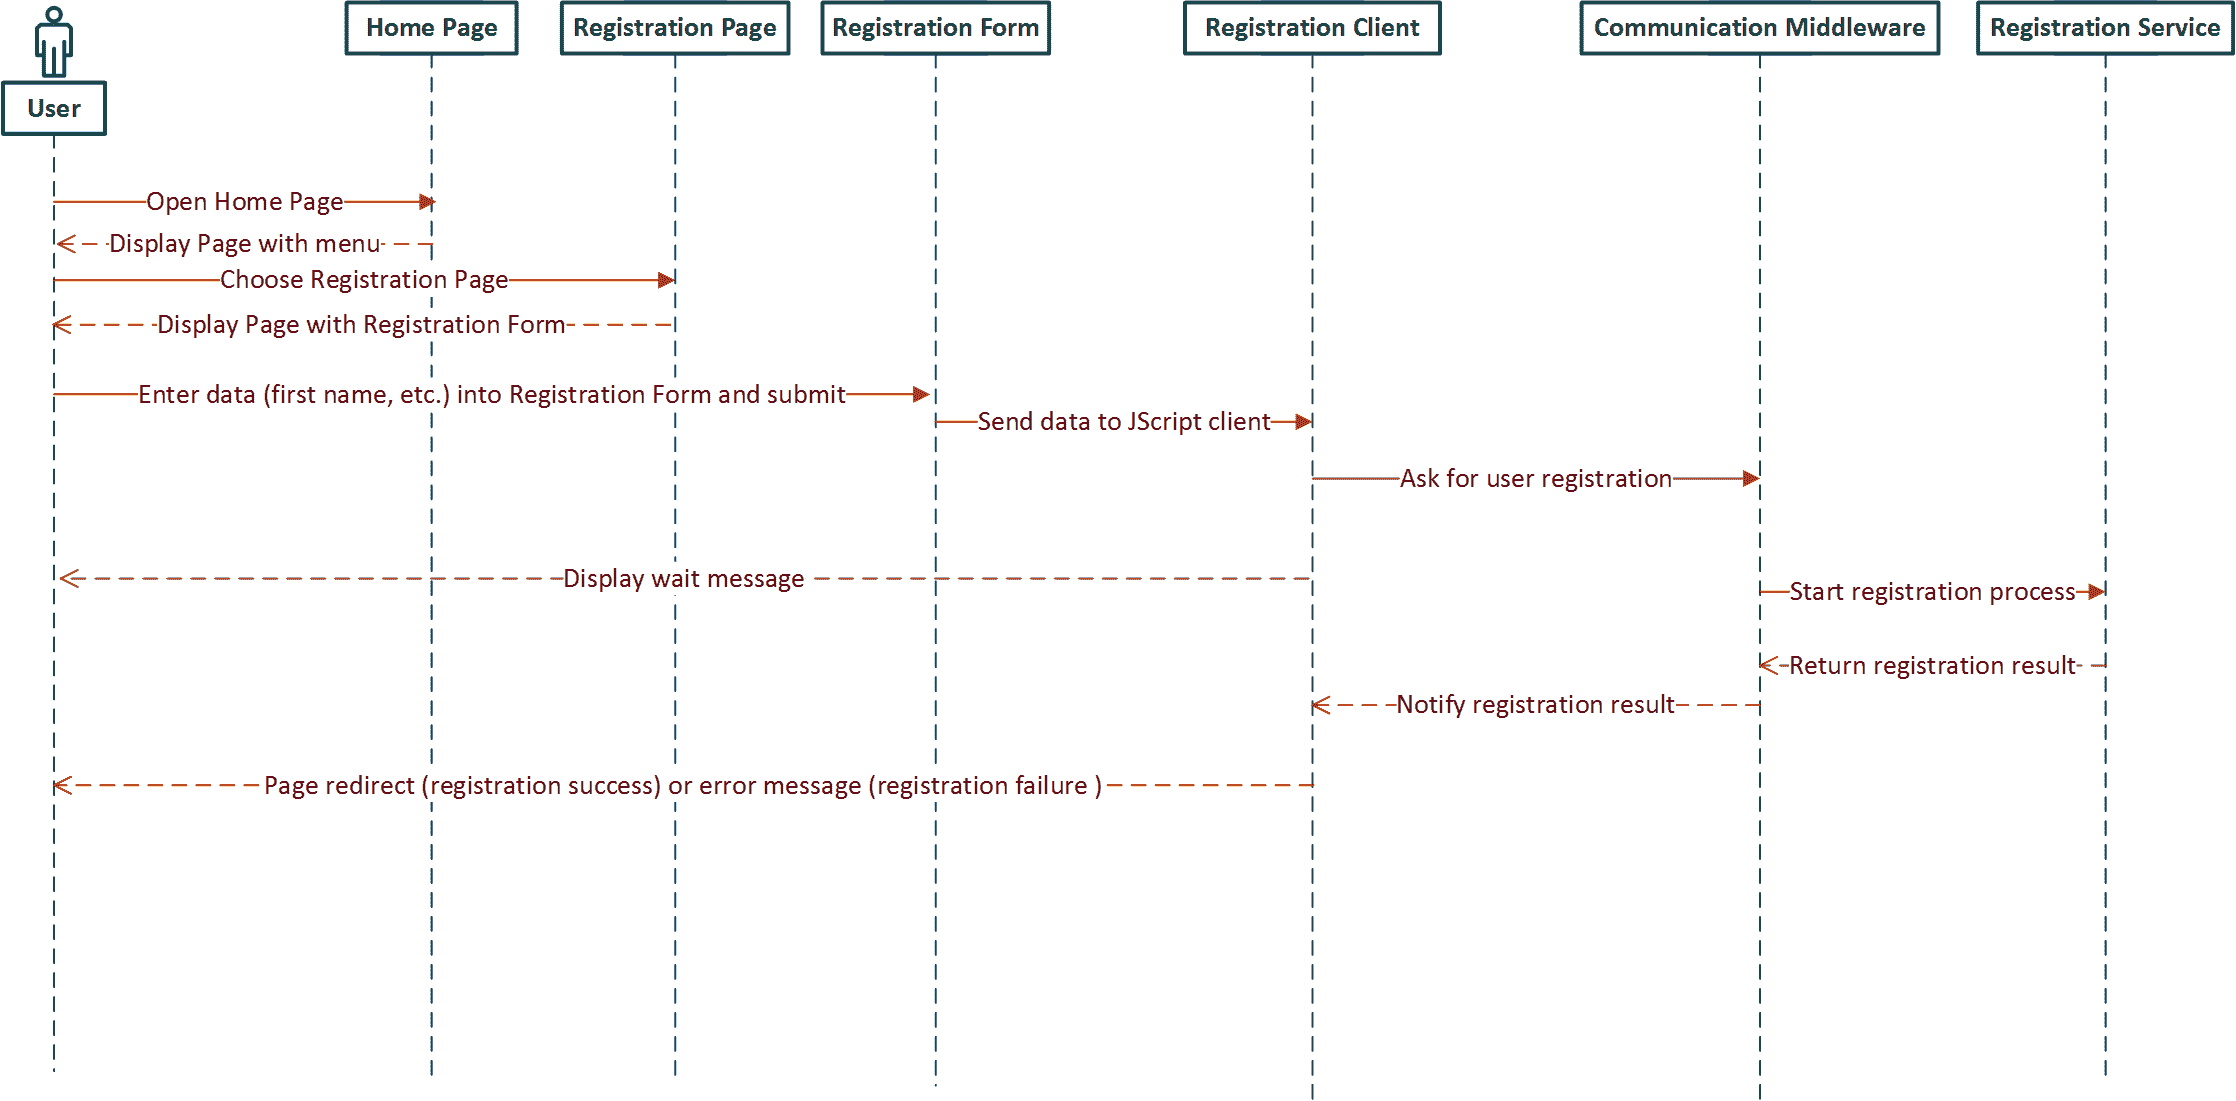 Home Page
Registration Page
Registration Form
Registration Client
Communication Middleware
Registration Service
User
Open Home Page
Display Page with menu
Choose Registration Page
Display Page with Registration Form
Enter data (first name, etc.) into Registration Form and submit
Send data to JScript client
Ask for user registration
Display wait message
Start registration process
Return registration result
Notify registration result
Page redirect (registration success) or error message (registration failure )